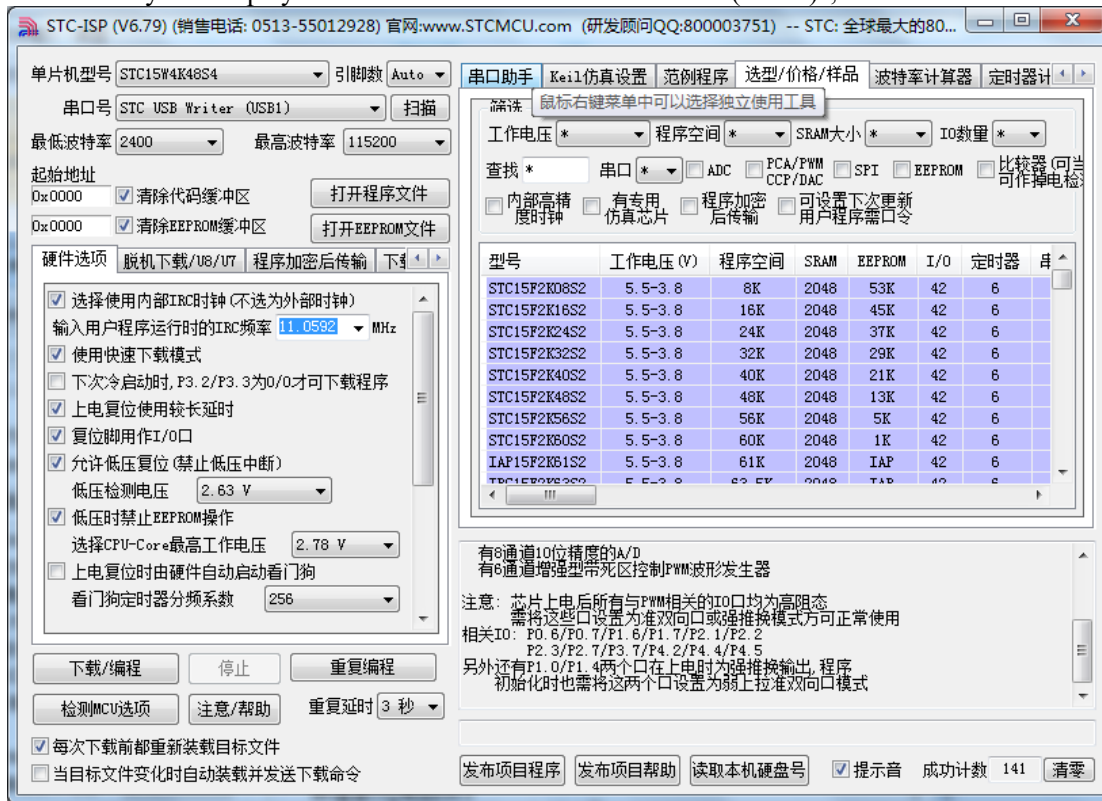 STC-ISP (V6.79) (销售电话: 0513-55012928) 官网:www.STCMCU.com (研发顾问QQ:800003751) -- STC: 全球最大的80...
单片机型号 STC15W4K48S4 引脚数 Auto
串口号 STC USB Writer (USB1) 扫描
最低波特率 2400 最高波特率 115200
起始地址
0x0000 清除代码缓冲区 打开程序文件
0x0000 清除EEPROM缓冲区 打开EEPROM文件
硬件选项 脱机下载/U8/U7 程序加密后传输
选择使用内部IRC时钟(不选为外部时钟)
输入用户程序运行时的IRC频率 11.0592 MHz
使用快速下载模式
下次冷启动时,P3.2/P3.3为0/0才可下载程序
上电复位使用较长延时
复位脚用作I/O口
允许低压复位(禁止低压中断)
低压检测电压 2.63 V
低压时禁止EEPROM操作
选择CPU-Core最高工作电压 2.78 V
上电复位时由硬件自动启动看门狗
看门狗定时器分频系数 256
下载/编程 停止 重复编程
检测MCU选项 注意/帮助 重复延时 3 秒
每次下载前都重新装载目标文件
当目标文件变化时自动装载并发送下载命令
串口助手 Keil仿真设置 范例程序 选型/价格/样品 波特率计算器 定时器计
筛选 鼠标右键菜单中可以选择独立使用工具
工作电压 * 程序空间 * SRAM大小 * IO数量 *
查找 * 串口 * ADC PCA/PWM CCP/DAC SPI EEPROM 比较器(可当 可作掉电检
内部高精度时钟 有专用仿真芯片 程序加密后传输 可设置下次更新用户程序需口令
型号 工作电压(V) 程序空间 SRAM EEPROM I/O 定时器
STC15F2K08S2 5.5-3.8 8K 2048 53K 42 6
STC15F2K16S2 5.5-3.8 16K 2048 45K 42 6
STC15F2K24S2 5.5-3.8 24K 2048 37K 42 6
STC15F2K32S2 5.5-3.8 32K 2048 29K 42 6
STC15F2K40S2 5.5-3.8 40K 2048 21K 42 6
STC15F2K48S2 5.5-3.8 48K 2048 13K 42 6
STC15F2K56S2 5.5-3.8 56K 2048 5K 42 6
STC15F2K60S2 5.5-3.8 60K 2048 1K 42 6
IAP15F2K61S2 5.5-3.8 61K 2048 IAP 42 6
有8通道10位精度的A/D
有6通道增强型带死区控制PWM波形发生器
注意: 芯片上电后所有与PWM相关的IO口均为高阻态
需将这些口设置为准双向口或强推挽模式方可正常使用
相关IO: P0.6/P0.7/P1.6/P1.7/P2.1/P2.2
P2.3/P2.7/P3.7/P4.2/P4.4/P4.5
另外还有P1.0/P1.4两个口在上电时为强推挽输出,程序
初始化时也需将这两个口设置为弱上拉准双向口模式
发布项目程序 发布项目帮助 读取本机硬盘号 提示音 成功计数 141 清零